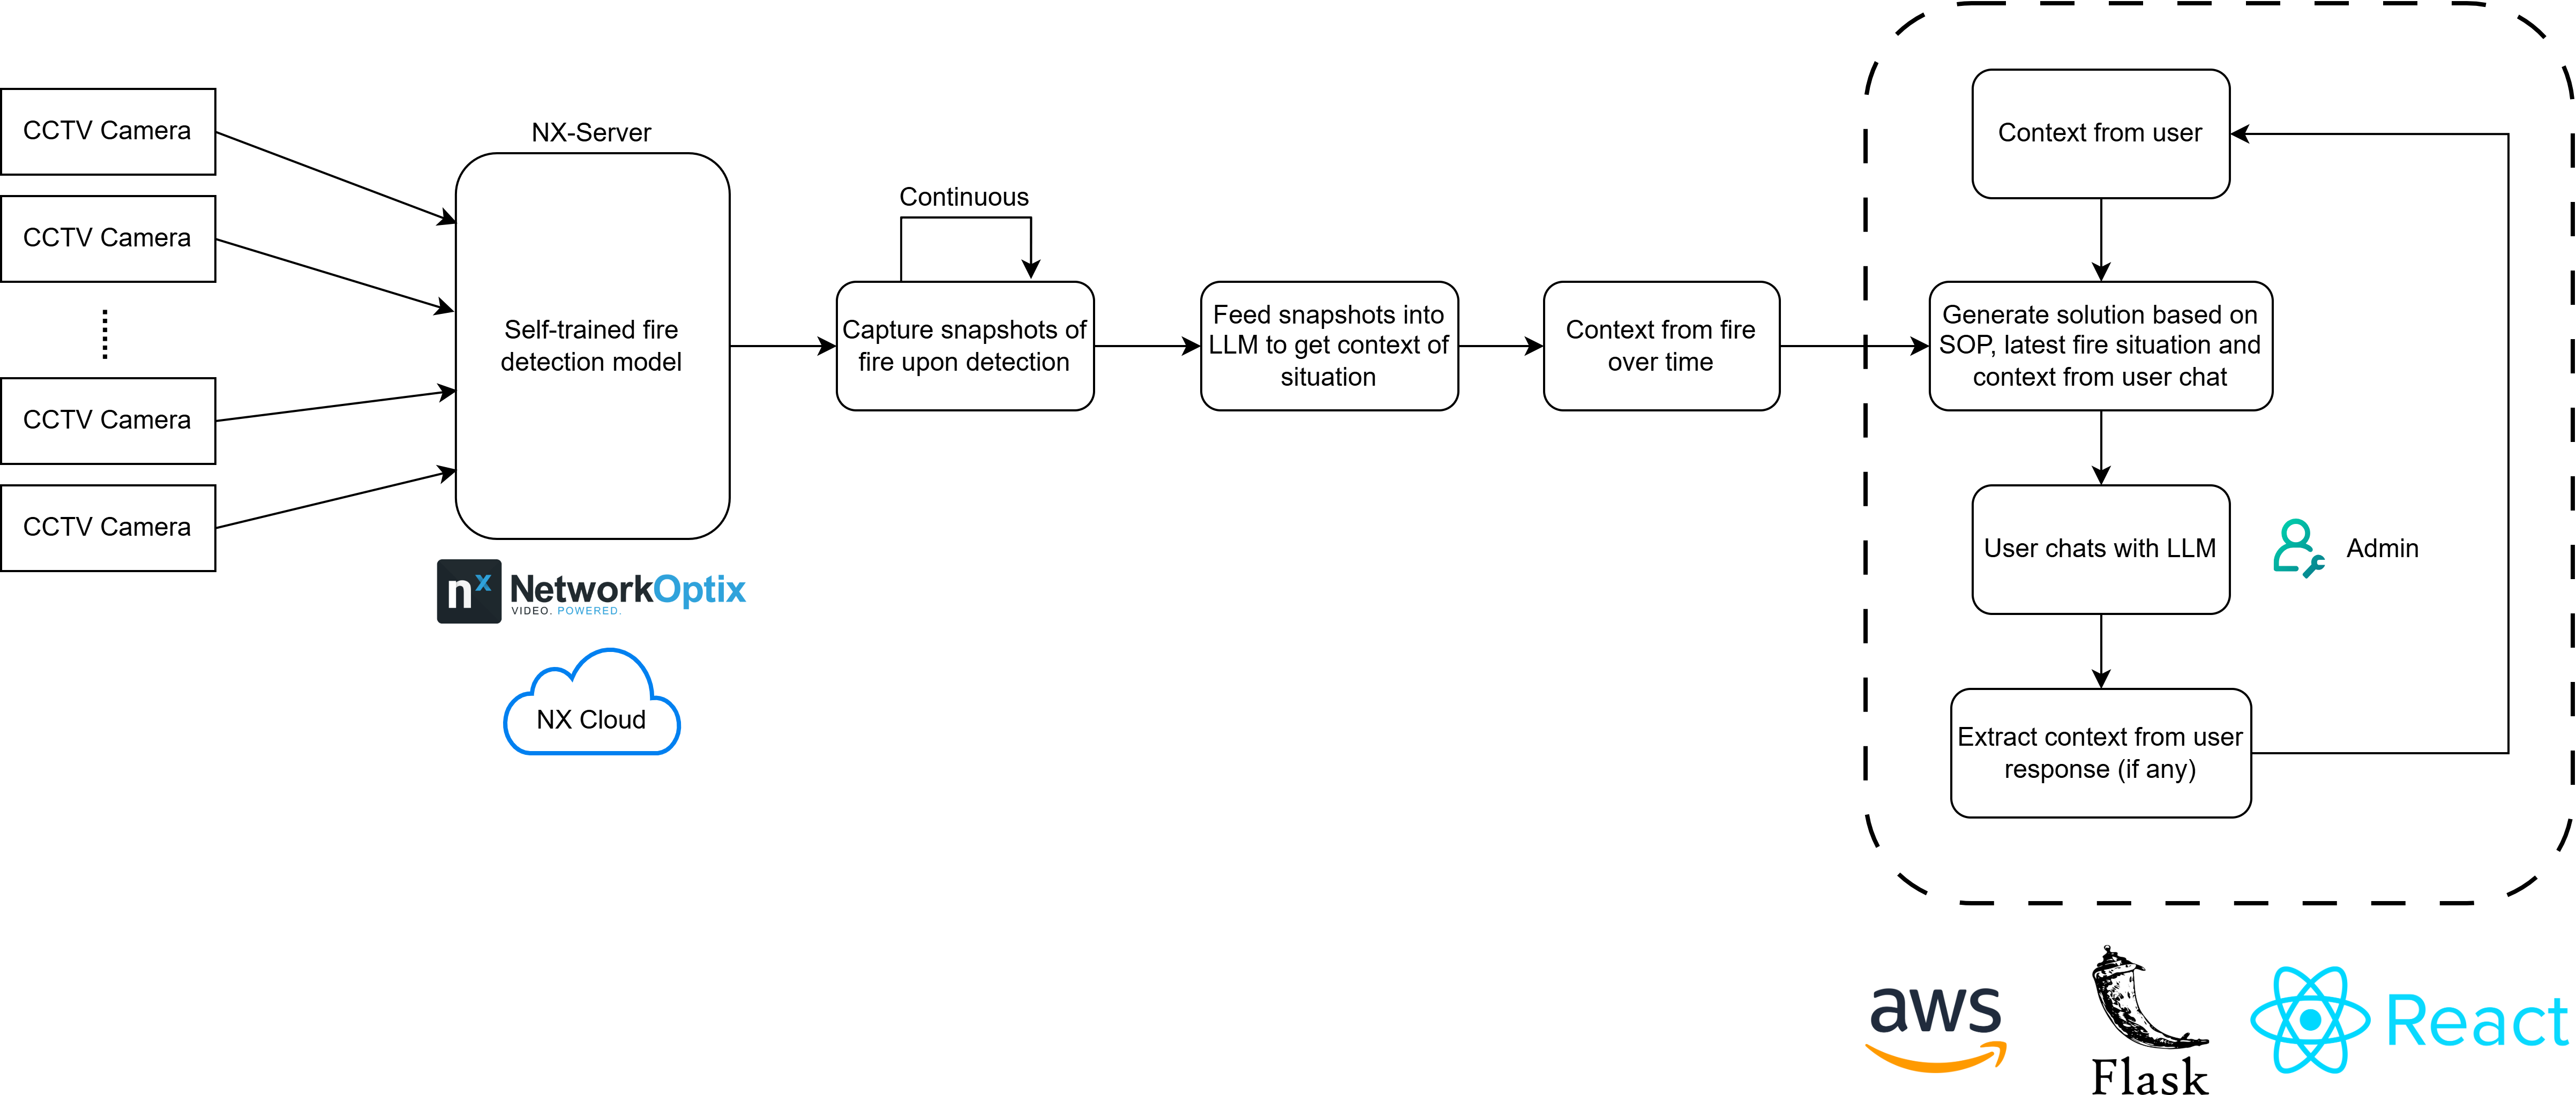 CCTV Camera
CCTV Camera
CCTV Camera
CCTV Camera
NX-Server
Self-trained fire
detection model
nx NetworkOptix
VIDEO. POWERED.
NX Cloud
Continuous
Capture snapshots of
fire upon detection
Feed snapshots into
LLM to get context of
situation
Context from fire
over time
Context from user
Generate solution based on
SOP, latest fire situation and
context from user chat
User chats with LLM
Admin
Extract context from user
response (if any)
aws
Flask
React